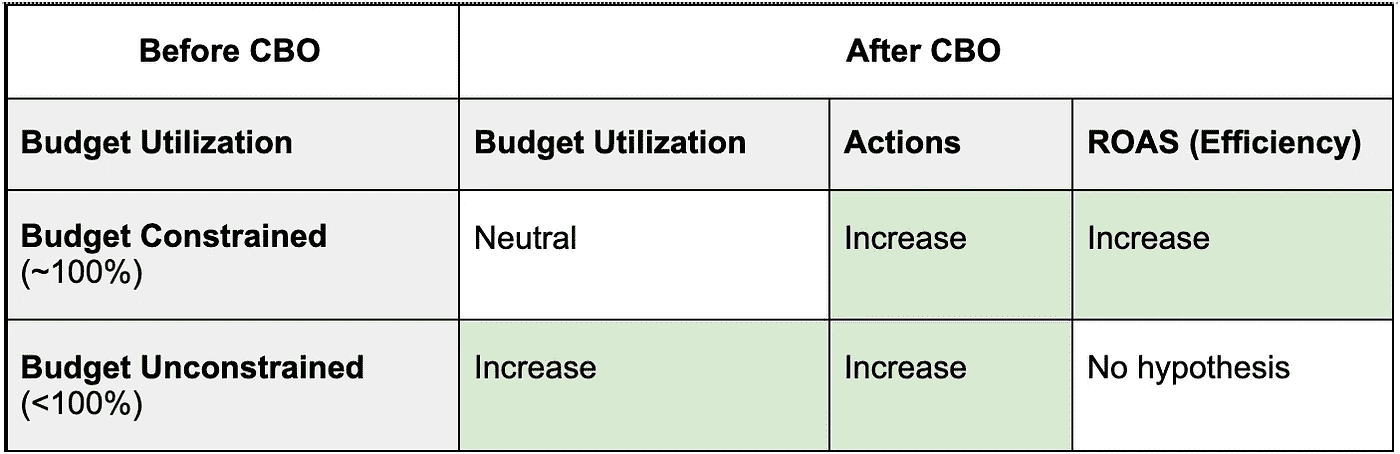 Before CBO
After CBO
Budget Utilization
Budget Utilization
Actions
ROAS (Efficiency)
Budget Constrained
(~100%)
Neutral
Increase
Increase
Budget Unconstrained
(<100%)
Increase
Increase
No hypothesis